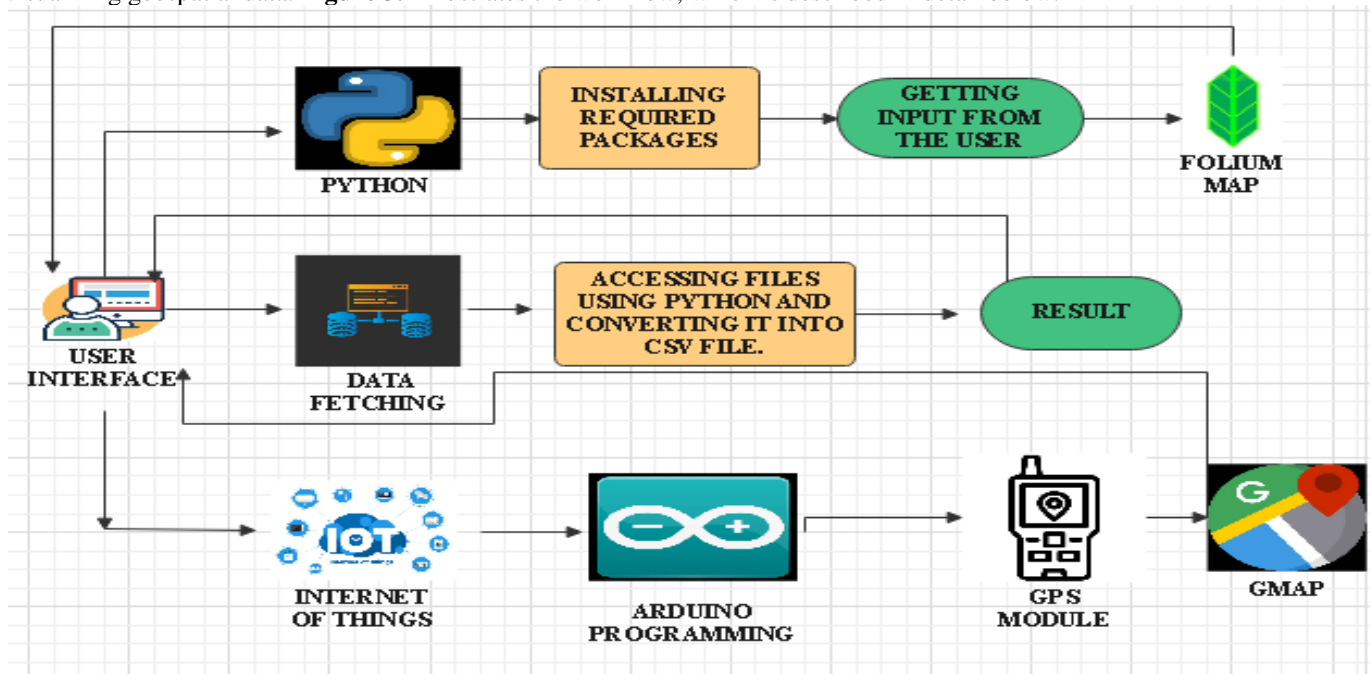 INSTALLING
REQUIRED
PACKAGES
GETTING
INPUT FROM
THE USER
PYTHON
FOLIUM
MAP
ACCESSING FILES
USING PYTHON AND
CONVERTING IT INTO
CSV FILE.
RESULT
USER
INTERFACE
DATA
FETCHING
G
IOT
INTERNET
OF THINGS
ARDUINO
PROGRAMMING
GPS
MODULE
GMAP